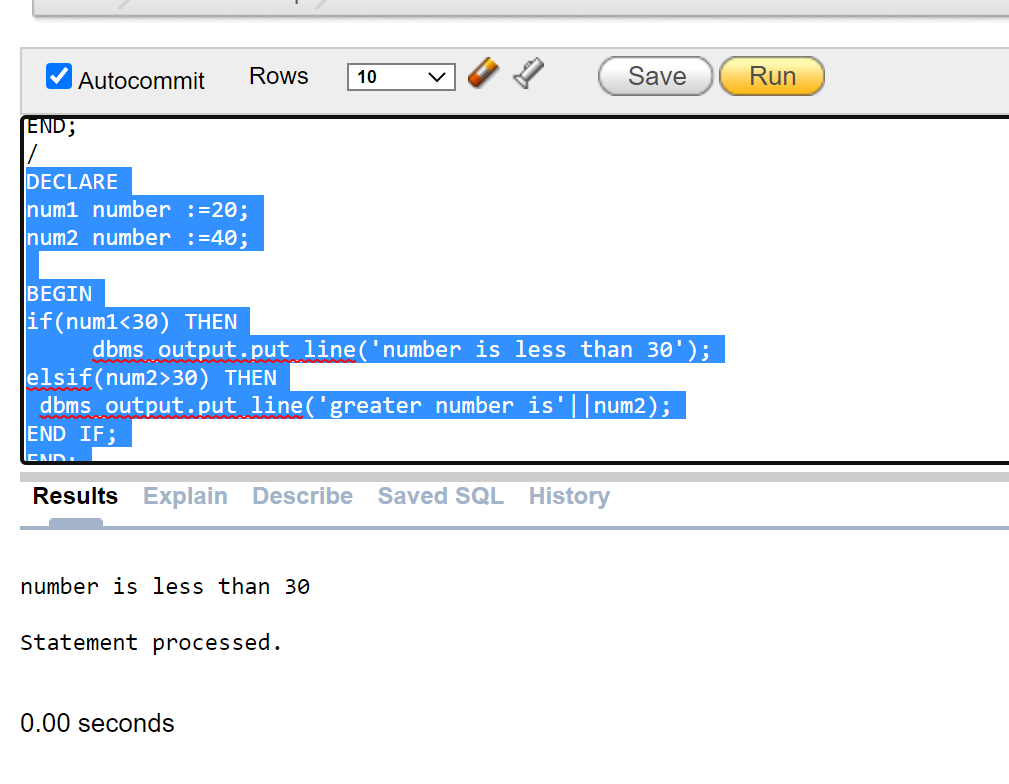 Autocommit Rows 10 Save Run
END;
/
DECLARE
num1 number :=20;
num2 number :=40;
BEGIN
if(num1<30) THEN
dbms_output.put_line('number is less than 30');
elsif(num2>30) THEN
dbms_output.put_line('greater number is'||num2);
END IF;
END;
Results Explain Describe Saved SQL History
number is less than 30
Statement processed.
0.00 seconds